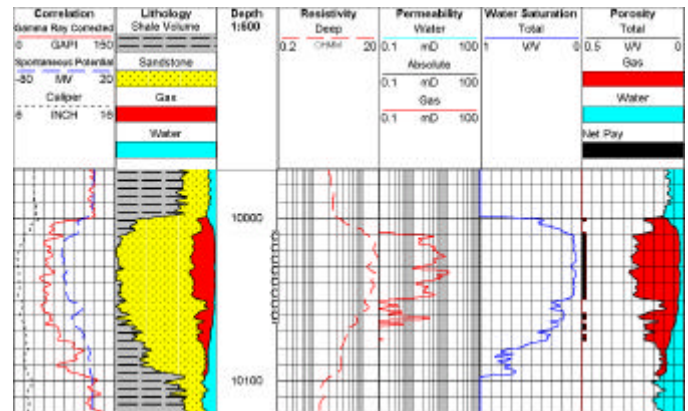 Correlation
Gamma Ray Corrected
0 GAPI 150
Spontaneous Potential
-80 MV 20
Caliper
6 INCH 16
Lithology
Shale Volume
Sandstone
Gas
Water
Depth
1:600
Resistivity
Deep
0.2 OHMM 20
Permeability
Water
0.1 mD 100
Absolute
0.1 mD 100
Gas
0.1 mD 100
Water Saturation
Total
1 V/V 0
Porosity
Total
0.5 V/V 0
Gas
Water
Net Pay
10000
10100